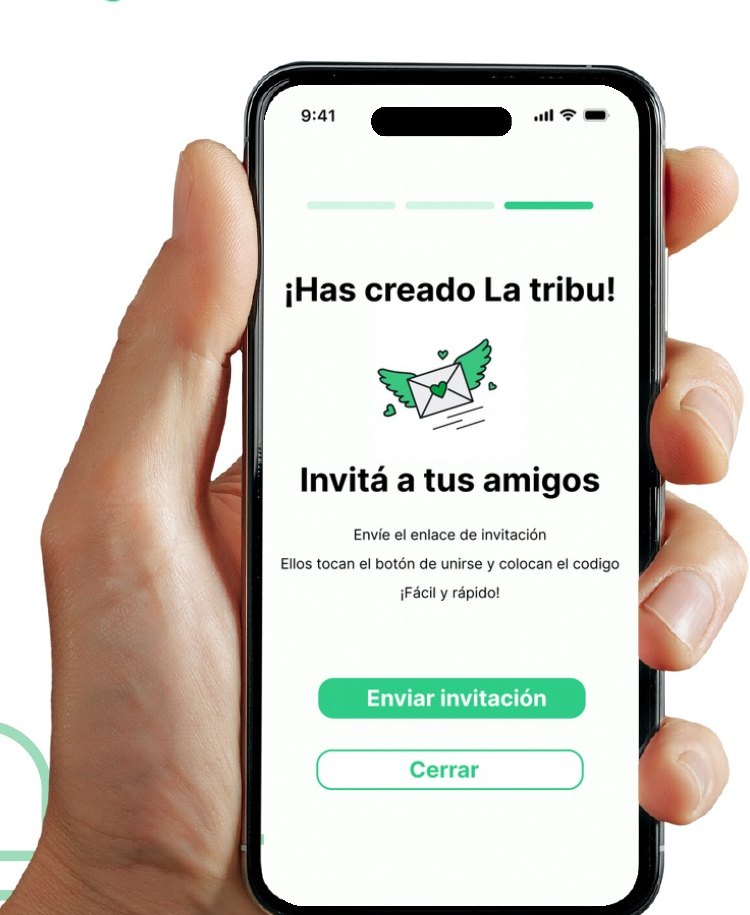 9:41
¡Has creado La tribu!
Invitá a tus amigos
Envíe el enlace de invitación
Ellos tocan el botón de unirse y colocan el codigo
¡Fácil y rápido!
Enviar invitación
Cerrar